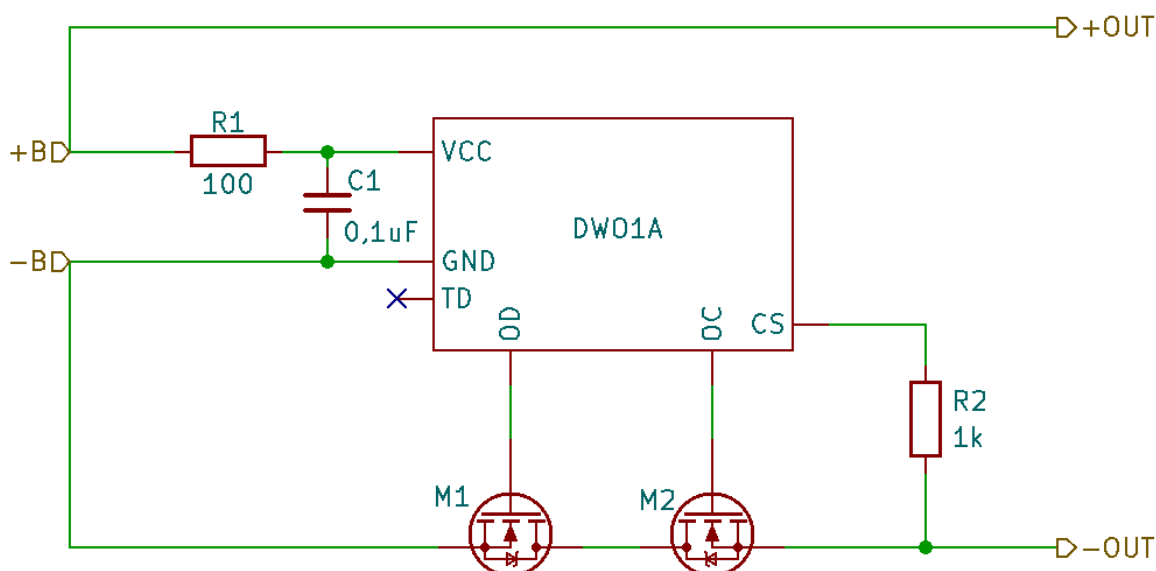 +OUT
R1
+B
VCC
100
C1
0,1uF
DW01A
-B
GND
TD
OD
OC
CS
R2
1k
M1
M2
-OUT